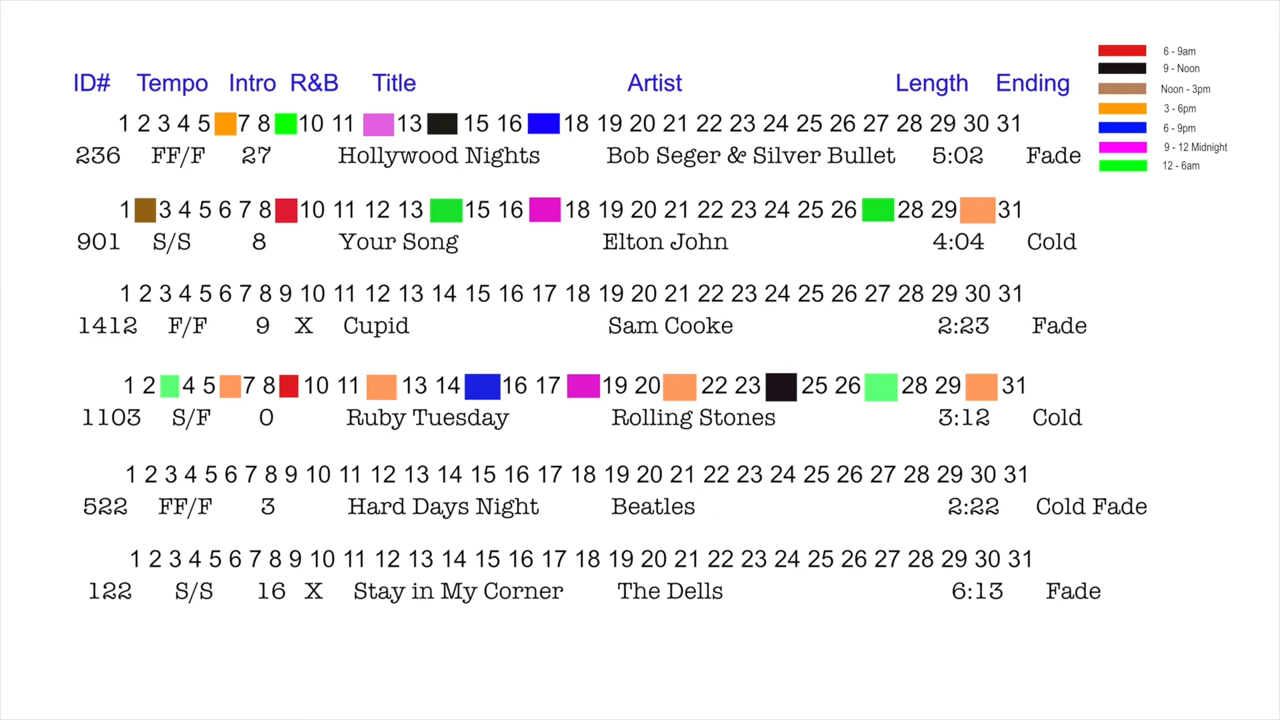 ID# Tempo Intro R&B Title Artist Length Ending
6 - 9am
9 - Noon
Noon - 3pm
3 - 6pm
6 - 9pm
9 - 12 Midnight
12 - 6am
1 2 3 4 5 7 8 10 11 13 15 16 18 19 20 21 22 23 24 25 26 27 28 29 30 31
236 FF/F 27 Hollywood Nights Bob Seger & Silver Bullet 5:02 Fade
1 3 4 5 6 7 8 10 11 12 13 15 16 18 19 20 21 22 23 24 25 26 28 29 31
901 S/S 8 Your Song Elton John 4:04 Cold
1 2 3 4 5 6 7 8 9 10 11 12 13 14 15 16 17 18 19 20 21 22 23 24 25 26 27 28 29 30 31
1412 F/F 9 X Cupid Sam Cooke 2:23 Fade
1 2 4 5 7 8 10 11 13 14 16 17 19 20 22 23 25 26 28 29 31
1103 S/F 0 Ruby Tuesday Rolling Stones 3:12 Cold
1 2 3 4 5 6 7 8 9 10 11 12 13 14 15 16 17 18 19 20 21 22 23 24 25 26 27 28 29 30 31
522 FF/F 3 Hard Days Night Beatles 2:22 Cold Fade
1 2 3 4 5 6 7 8 9 10 11 12 13 14 15 16 17 18 19 20 21 22 23 24 25 26 27 28 29 30 31
122 S/S 16 X Stay in My Corner The Dells 6:13 Fade